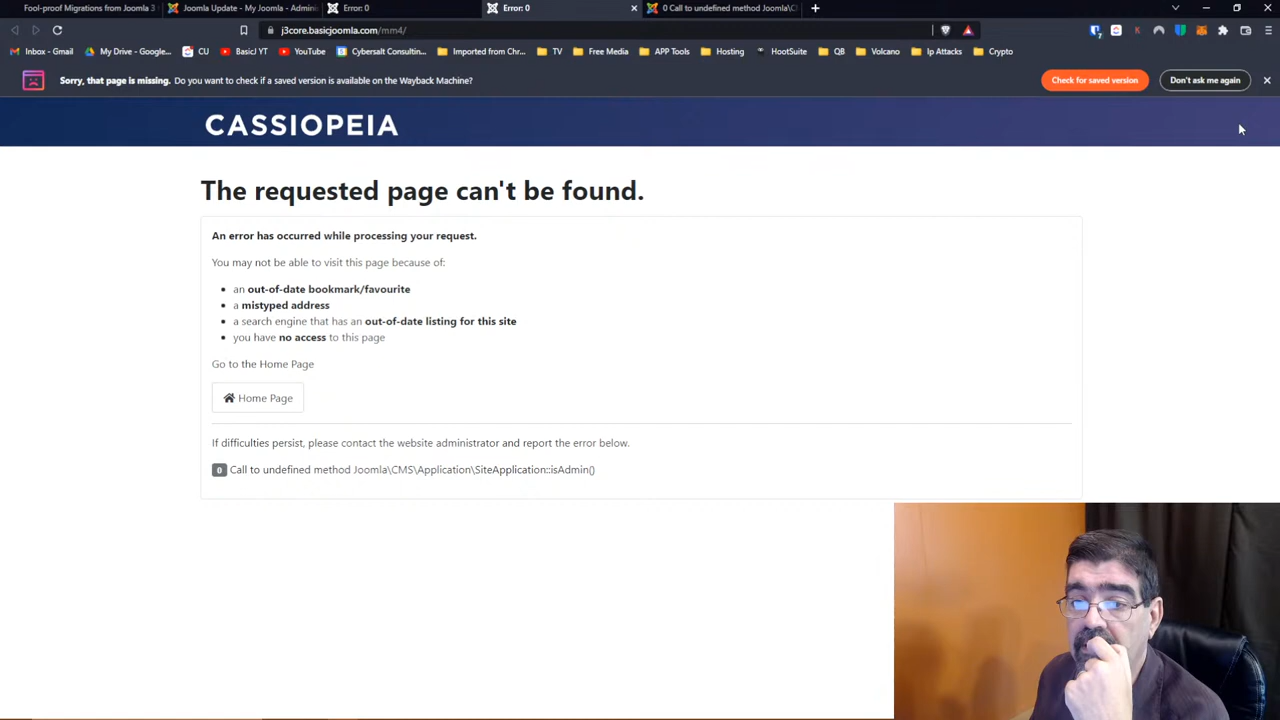 Fool-proof Migrations from Joomla 3
Joomla Update - My Joomla - Admini
Error: 0
Error: 0
0 Call to undefined method Joomla\C
j3core.basicjoomla.com/mm4/
Inbox - Gmail
My Drive - Google...
CU
BasicJ YT
YouTube
Cybersalt Consultin...
Imported from Chr...
TV
Free Media
APP Tools
Hosting
HootSuite
QB
Volcano
Ip Attacks
Crypto
Sorry, that page is missing. Do you want to check if a saved version is available on the Wayback Machine?
Check for saved version
Don't ask me again
CASSIOPEIA
The requested page can't be found.
An error has occurred while processing your request.
You may not be able to visit this page because of:
an out-of-date bookmark/favourite
a mistyped address
a search engine that has an out-of-date listing for this site
you have no access to this page
Go to the Home Page
Home Page
If difficulties persist, please contact the website administrator and report the error below.
0 Call to undefined method Joomla\CMS\Application\SiteApplication::isAdmin()